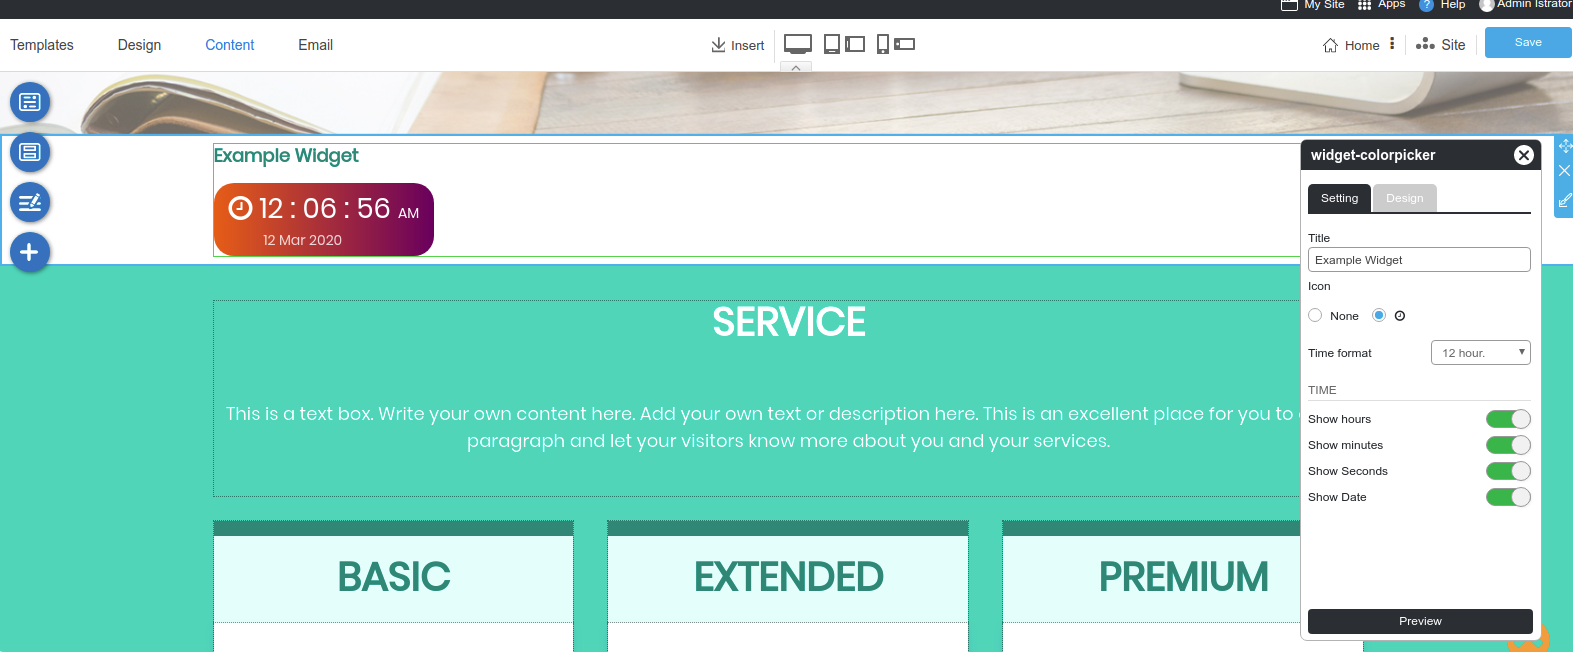 My Site Apps ? Help Admin Istrator
Templates Design Content Email Insert Home Site Save
Example Widget
12 : 06 : 56 AM
12 Mar 2020
widget-colorpicker
Setting Design
Title
Example Widget
Icon
None
Time format 12 hour.
TIME
Show hours
Show minutes
Show Seconds
Show Date
Preview
SERVICE
This is a text box. Write your own content here. Add your own text or description here. This is an excellent place for you to
paragraph and let your visitors know more about you and your services.
BASIC EXTENDED PREMIUM